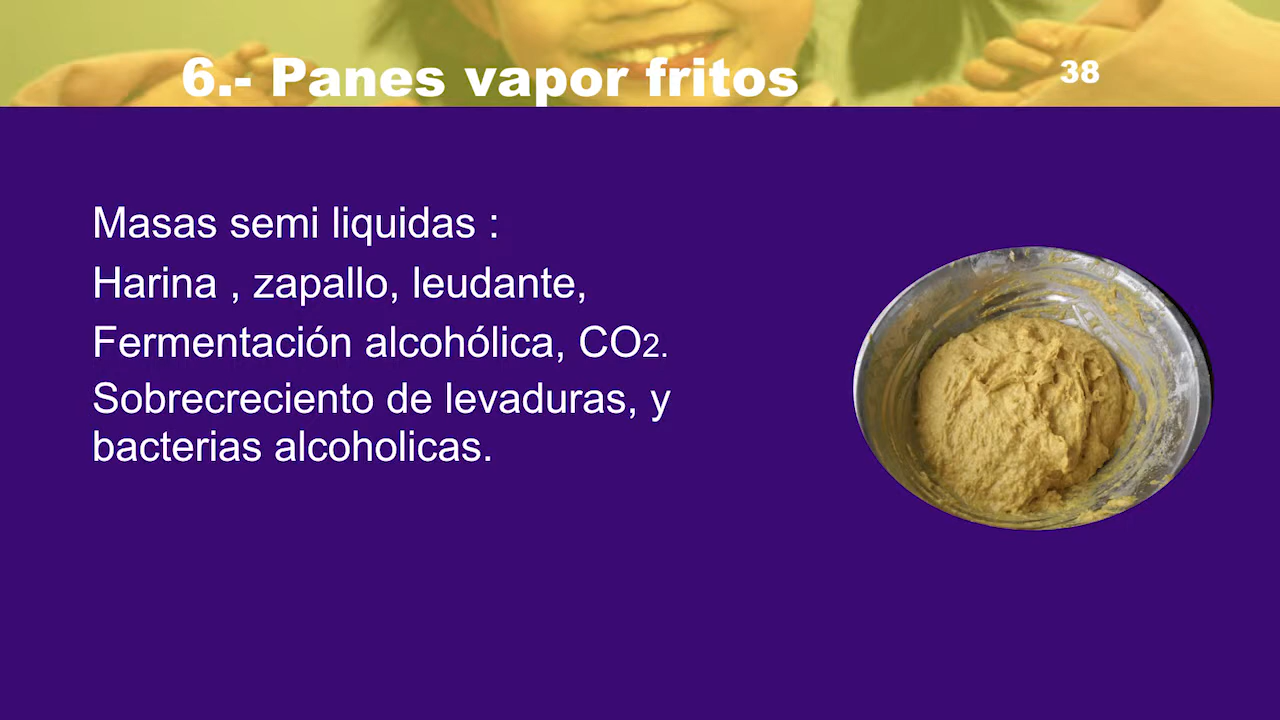 6.- Panes vapor fritos
38
Masas semi liquidas :
Harina , zapallo, leudante,
Fermentación alcohólica, CO2.
Sobrecreciento de levaduras, y
bacterias alcoholicas.